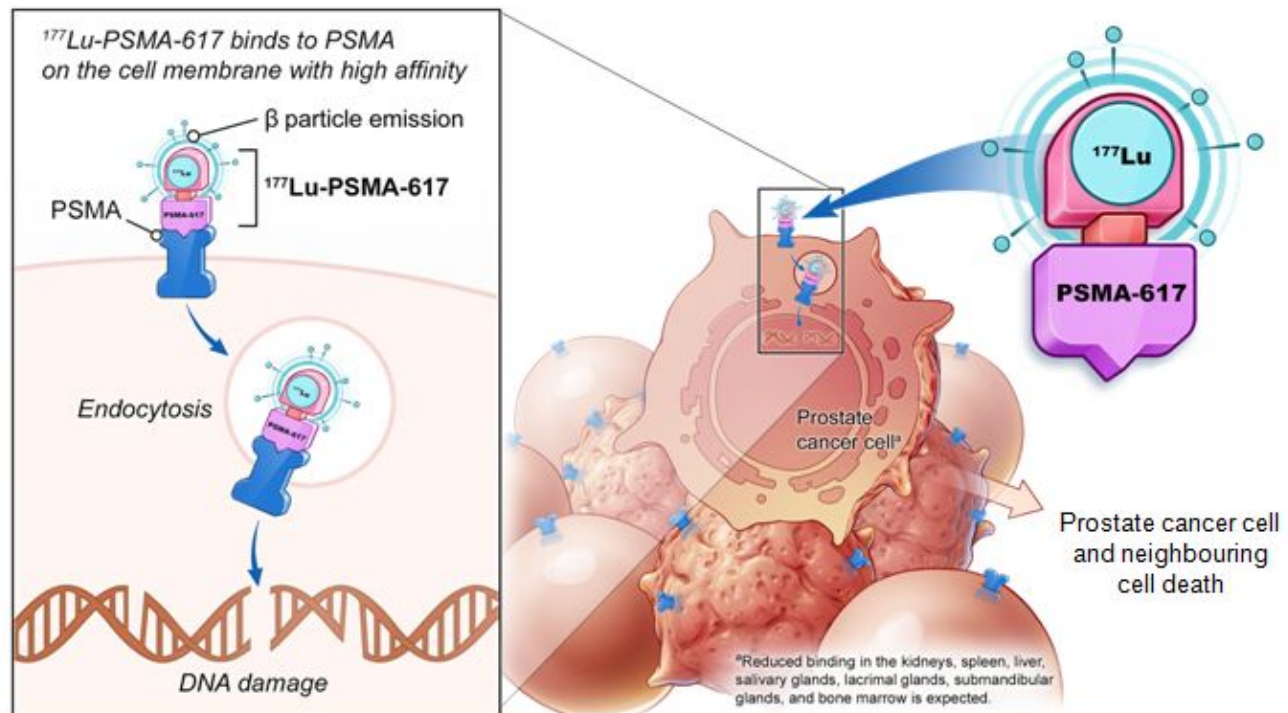 ¹⁷⁷Lu-PSMA-617 binds to PSMA
on the cell membrane with high affinity
β particle emission
¹⁷⁷Lu
¹⁷⁷Lu-PSMA-617
PSMA
PSMA-617
Endocytosis
¹⁷⁷Lu
PSMA-617
DNA damage
¹⁷⁷Lu
PSMA-617
Prostate
cancer cellᵃ
Prostate cancer cell
and neighbouring
cell death
ᵃReduced binding in the kidneys, spleen, liver,
salivary glands, lacrimal glands, submandibular
glands, and bone marrow is expected.